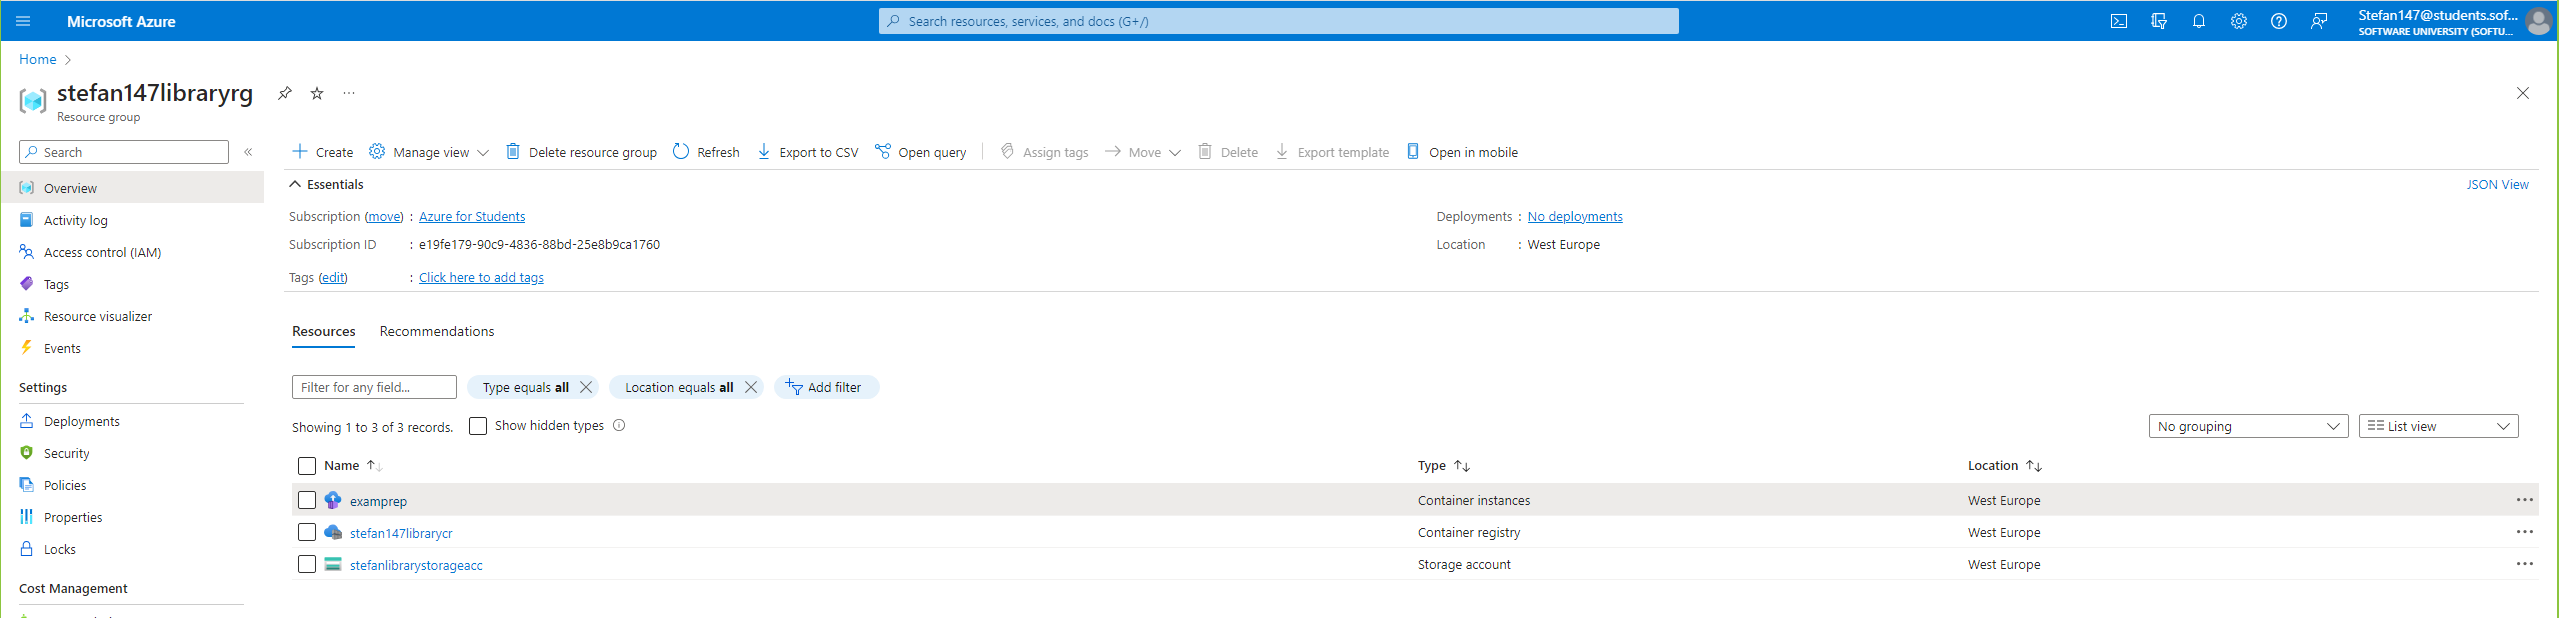 Microsoft Azure
Search resources, services, and docs (G+/)
Stefan147@students.sof...
SOFTWARE UNIVERSITY (SOFTU...
Home
stefan147libraryrg
Resource group
Search
Create
Manage view
Delete resource group
Refresh
Export to CSV
Open query
Assign tags
Move
Delete
Export template
Open in mobile
Overview
Activity log
Access control (IAM)
Tags
Resource visualizer
Events
Settings
Deployments
Security
Policies
Properties
Locks
Cost Management
Essentials
JSON View
Subscription (move) : Azure for Students
Subscription ID : e19fe179-90c9-4836-88bd-25e8b9ca1760
Tags (edit) : Click here to add tags
Deployments : No deployments
Location : West Europe
Resources Recommendations
Filter for any field...
Type equals all
Location equals all
Add filter
Showing 1 to 3 of 3 records.
Show hidden types
No grouping
List view
Name Type Location
examprep Container instances West Europe
stefan147librarycr Container registry West Europe
stefanlibrarystorageacc Storage account West Europe